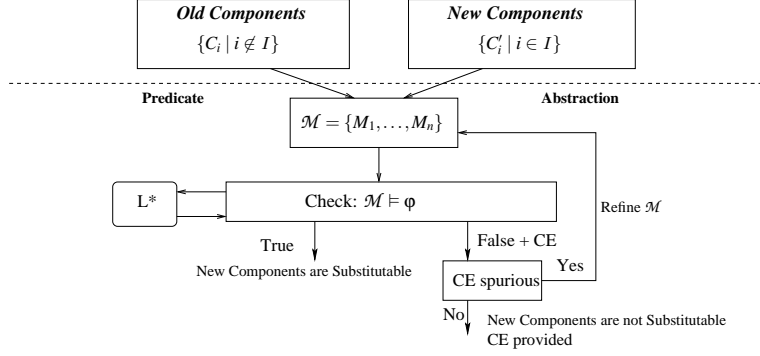 Old Components
New Components
{C_i | i ∉ I}
{C'_i | i ∈ I}
Predicate
Abstraction
ℳ = {M_1,…,M_n}
L*
Check: ℳ ⊨ φ
Refine ℳ
True
False + CE
New Components are Substitutable
CE spurious
Yes
No
New Components are not Substitutable
CE provided